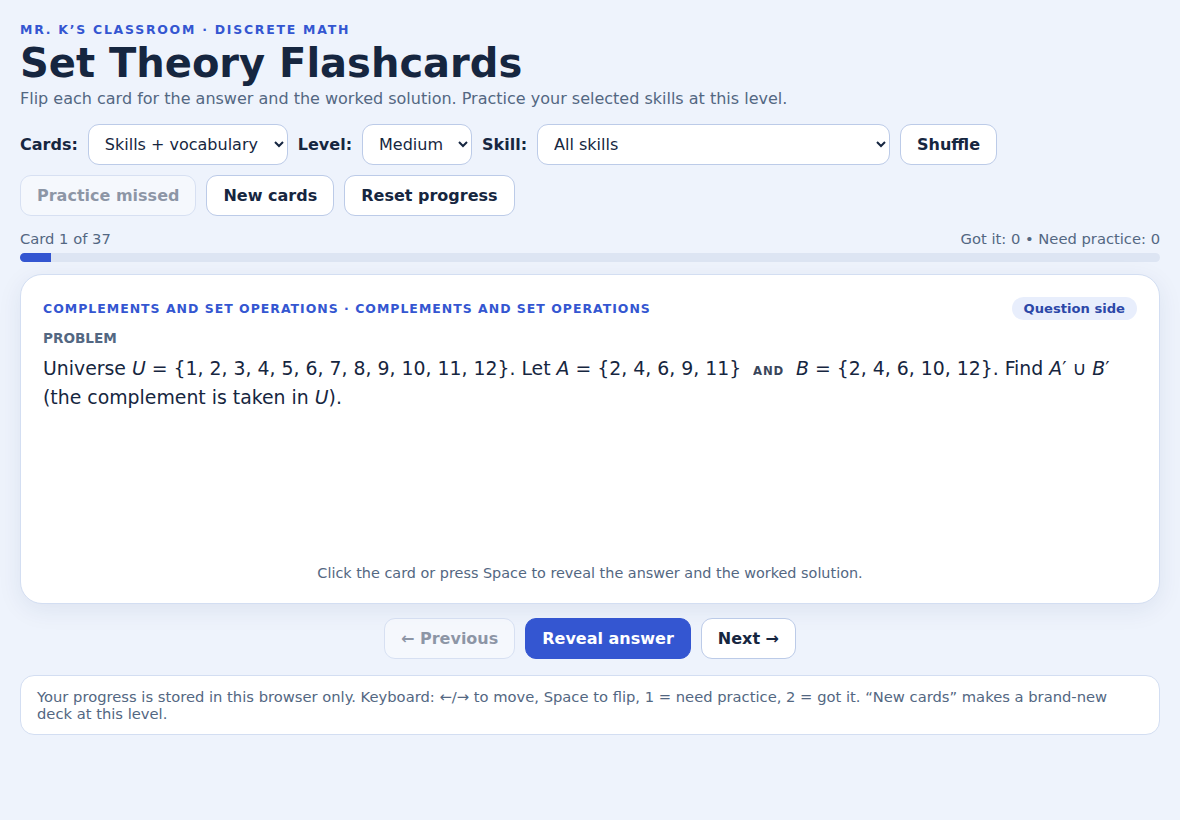 MR. K’S CLASSROOM · DISCRETE MATH
Set Theory Flashcards
Flip each card for the answer and the worked solution. Practice your selected skills at this level.
Cards: Skills + vocabulary Level: Medium Skill: All skills Shuffle
Practice missed New cards Reset progress
Card 1 of 37 Got it: 0 • Need practice: 0
COMPLEMENTS AND SET OPERATIONS · COMPLEMENTS AND SET OPERATIONS Question side
PROBLEM
Universe U = {1, 2, 3, 4, 5, 6, 7, 8, 9, 10, 11, 12}. Let A = {2, 4, 6, 9, 11} AND B = {2, 4, 6, 10, 12}. Find A′ ∪ B′
(the complement is taken in U).
Click the card or press Space to reveal the answer and the worked solution.
← Previous Reveal answer Next →
Your progress is stored in this browser only. Keyboard: ←/→ to move, Space to flip, 1 = need practice, 2 = got it. “New cards” makes a brand-new
deck at this level.